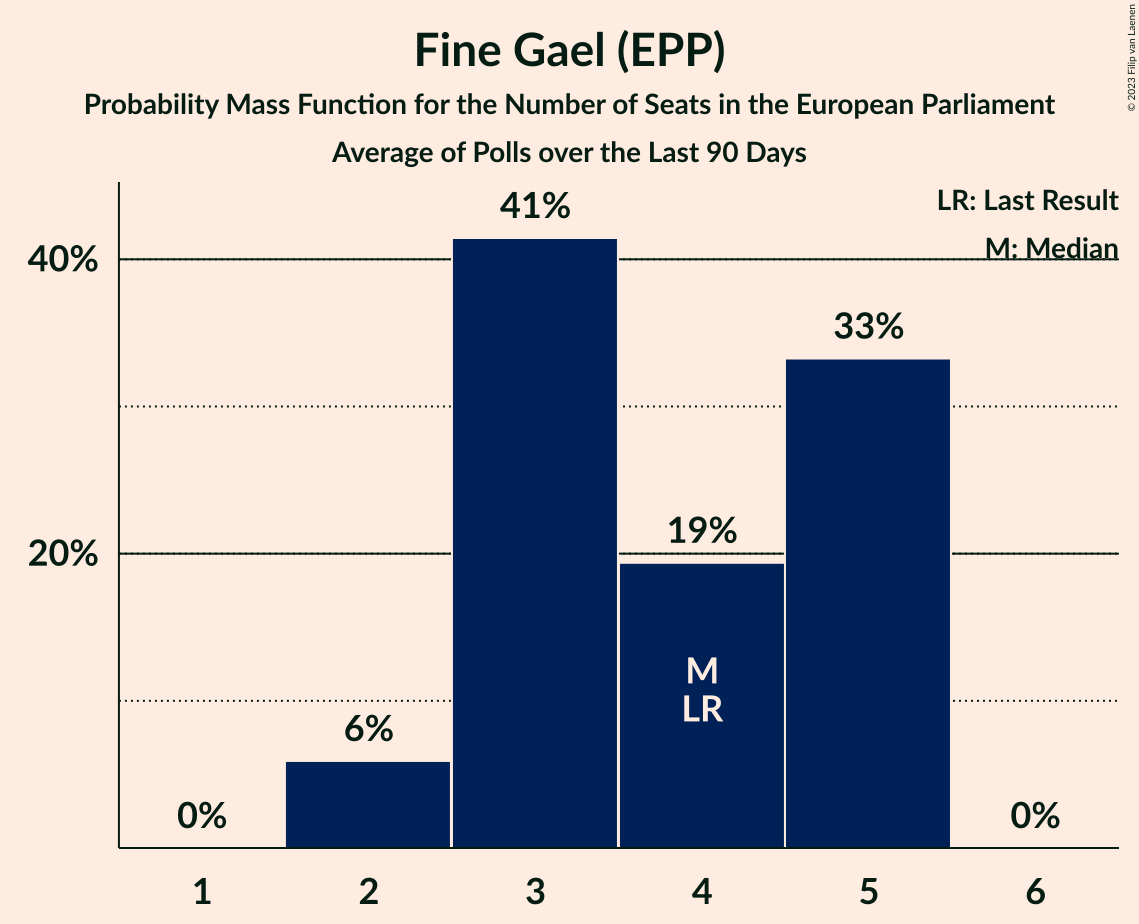 Fine Gael (EPP)
Probability Mass Function for the Number of Seats in the European Parliament
Average of Polls over the Last 90 Days
© 2023 Filip van Laenen
LR: Last Result
M: Median
41%
40%
33%
19%
20%
M
LR
6%
0%
0%
1 2 3 4 5 6